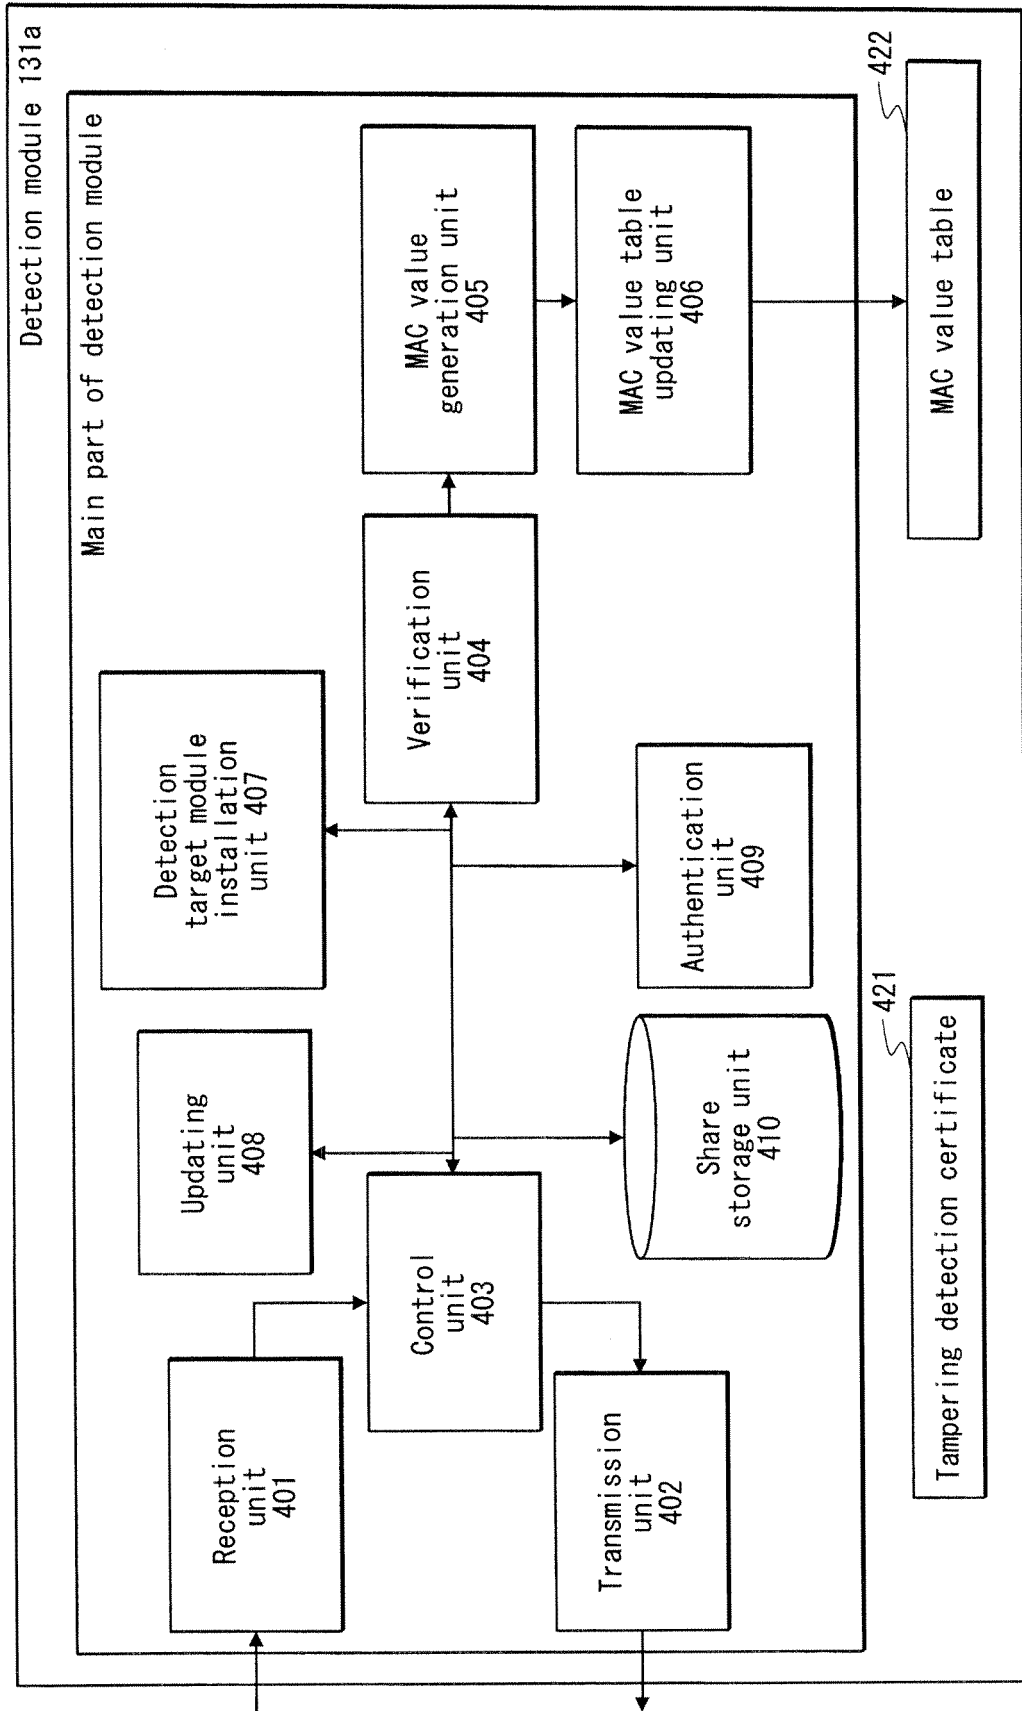 Detection module 131a
Main part of detection module
Reception
unit
401
Updating
unit
408
Detection
target module
installation
unit 407
Control
unit
403
Verification
unit
404
MAC value
generation unit
405
Transmission
unit
402
Share
storage unit
410
Authentication
unit
409
MAC value table
updating unit
406
421
Tampering detection certificate
422
MAC value table